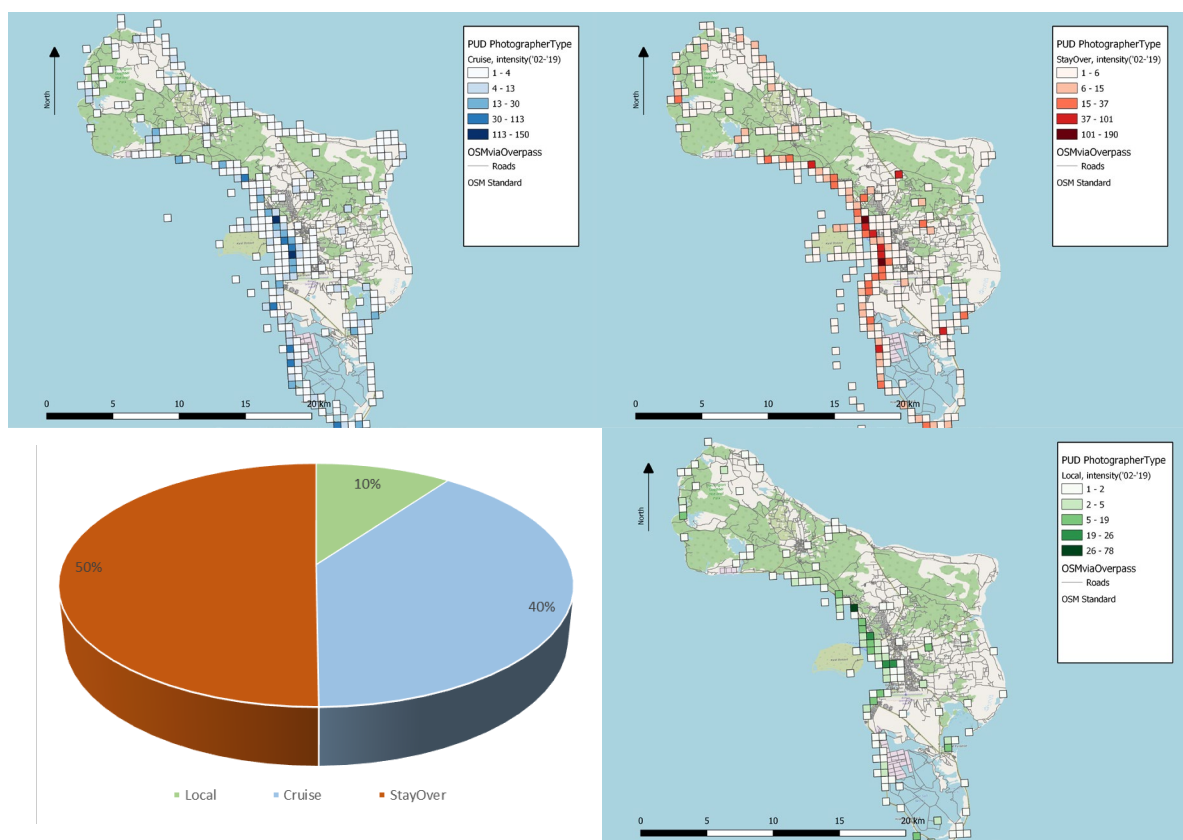 PUD PhotographerType
Cruise, intensity('02-'19)
1 - 4
4 - 13
13 - 30
30 - 113
113 - 150
OSMviaOverpass
Roads
OSM Standard
North
0 5 10 15 20 km
PUD PhotographerType
StayOver, intensity('02-'19)
1 - 6
6 - 15
15 - 37
37 - 101
101 - 190
OSMviaOverpass
Roads
OSM Standard
North
0 5 10 15 20 km
10%
50%
40%
Local Cruise StayOver
PUD PhotographerType
Local, intensity('02-'19)
1 - 2
2 - 5
5 - 19
19 - 26
26 - 78
OSMviaOverpass
Roads
OSM Standard
North
0 5 10 15 20 km